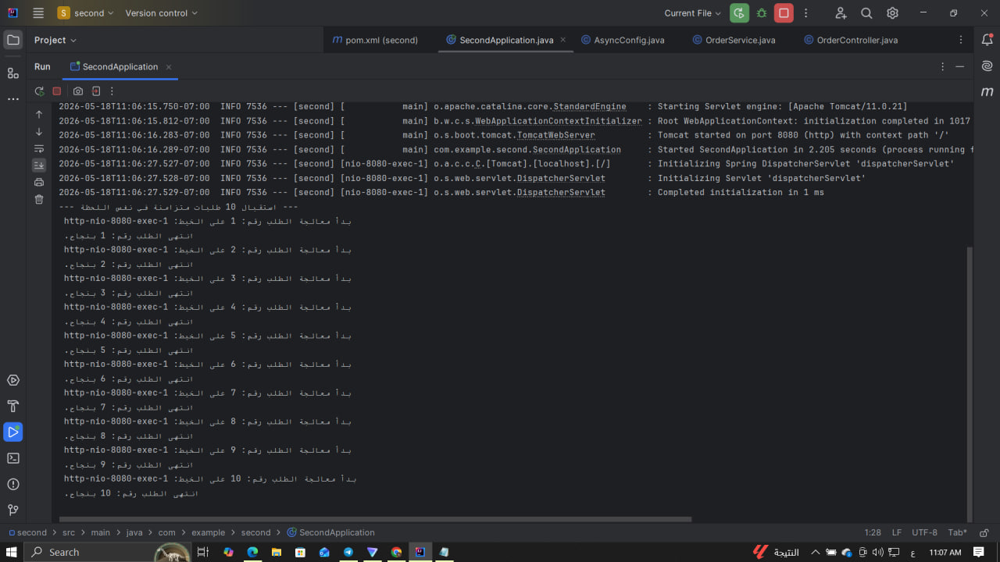 S second
Version control
Current File
Project
pom.xml (second)
SecondApplication.java
AsyncConfig.java
OrderService.java
OrderController.java
Run
SecondApplication
2026-05-18T11:06:15.750-07:00  INFO 7536 --- [second] [           main] o.apache.catalina.core.StandardEngine    : Starting Servlet engine: [Apache Tomcat/11.0.21]
2026-05-18T11:06:15.812-07:00  INFO 7536 --- [second] [           main] b.w.c.s.WebApplicationContextInitializer : Root WebApplicationContext: initialization completed in 1017
2026-05-18T11:06:16.283-07:00  INFO 7536 --- [second] [           main] o.s.boot.tomcat.TomcatWebServer          : Tomcat started on port 8080 (http) with context path '/'
2026-05-18T11:06:16.289-07:00  INFO 7536 --- [second] [           main] com.example.second.SecondApplication     : Started SecondApplication in 2.205 seconds (process running f
2026-05-18T11:06:27.527-07:00  INFO 7536 --- [second] [nio-8080-exec-1] o.a.c.c.C.[Tomcat].[localhost].[/]       : Initializing Spring DispatcherServlet 'dispatcherServlet'
2026-05-18T11:06:27.528-07:00  INFO 7536 --- [second] [nio-8080-exec-1] o.s.web.servlet.DispatcherServlet        : Initializing Servlet 'dispatcherServlet'
2026-05-18T11:06:27.529-07:00  INFO 7536 --- [second] [nio-8080-exec-1] o.s.web.servlet.DispatcherServlet        : Completed initialization in 1 ms
--- استقبال 10 طلبات متزامنة في نفس اللحظة ---
بدأ معالجة الطلب رقم: 1 على الخيط: http-nio-8080-exec-1
انتهى الطلب رقم: 1 بنجاح.
بدأ معالجة الطلب رقم: 2 على الخيط: http-nio-8080-exec-1
انتهى الطلب رقم: 2 بنجاح.
بدأ معالجة الطلب رقم: 3 على الخيط: http-nio-8080-exec-1
انتهى الطلب رقم: 3 بنجاح.
بدأ معالجة الطلب رقم: 4 على الخيط: http-nio-8080-exec-1
انتهى الطلب رقم: 4 بنجاح.
بدأ معالجة الطلب رقم: 5 على الخيط: http-nio-8080-exec-1
انتهى الطلب رقم: 5 بنجاح.
بدأ معالجة الطلب رقم: 6 على الخيط: http-nio-8080-exec-1
انتهى الطلب رقم: 6 بنجاح.
بدأ معالجة الطلب رقم: 7 على الخيط: http-nio-8080-exec-1
انتهى الطلب رقم: 7 بنجاح.
بدأ معالجة الطلب رقم: 8 على الخيط: http-nio-8080-exec-1
انتهى الطلب رقم: 8 بنجاح.
بدأ معالجة الطلب رقم: 9 على الخيط: http-nio-8080-exec-1
انتهى الطلب رقم: 9 بنجاح.
بدأ معالجة الطلب رقم: 10 على الخيط: http-nio-8080-exec-1
انتهى الطلب رقم: 10 بنجاح.
second > src > main > java > com > example > second > SecondApplication
1:28 LF UTF-8 Tab*
Search
النتيجة
ع
11:07 AM